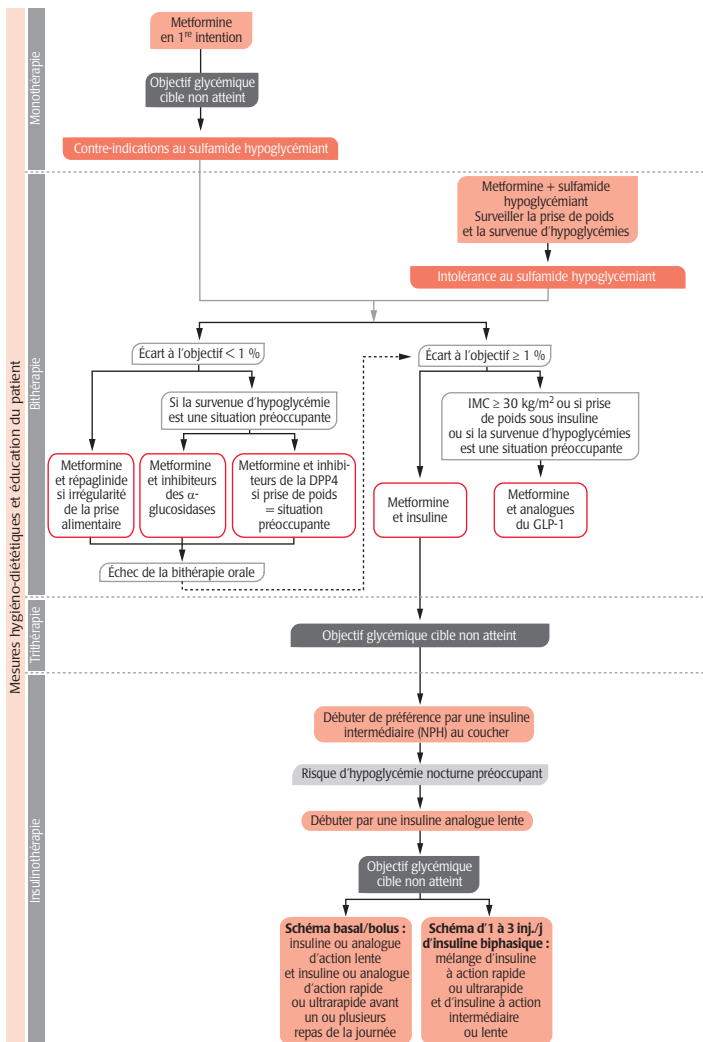 Mesures hygiéno-diététiques et éducation du patient
Monothérapie
Metformine
en 1re intention
Objectif glycémique
cible non atteint
Contre-indications au sulfamide hypoglycémiant
Bithérapie
Metformine + sulfamide
hypoglycémiant
Surveiller la prise de poids
et la survenue d'hypoglycémies
Intolérance au sulfamide hypoglycémiant
Écart à l'objectif < 1 %
Écart à l'objectif ≥ 1 %
Si la survenue d'hypoglycémie
est une situation préoccupante
IMC ≥ 30 kg/m² ou si prise
de poids sous insuline
ou si la survenue d'hypoglycémies
est une situation préoccupante
Metformine
et répaglinide
si irrégularité
de la prise
alimentaire
Metformine
et inhibiteurs
des α-
glucosidases
Metformine et inhibi-
teurs de la DPP4
si prise de poids
= situation
préoccupante
Metformine
et insuline
Metformine
et analogues
du GLP-1
Échec de la bithérapie orale
Trithérapie
Objectif glycémique cible non atteint
Insulinothérapie
Débuter de préférence par une insuline
intermédiaire (NPH) au coucher
Risque d'hypoglycémie nocturne préoccupant
Débuter par une insuline analogue lente
Objectif glycémique
cible non atteint
Schéma basal/bolus :
insuline ou analogue
d'action lente
et insuline ou analogue
d'action rapide
ou ultrarapide avant
un ou plusieurs
repas de la journée
Schéma d'1 à 3 inj./j
d'insuline biphasique :
mélange d'insuline
à action rapide
ou ultrarapide
et d'insuline à action
intermédiaire
ou lente